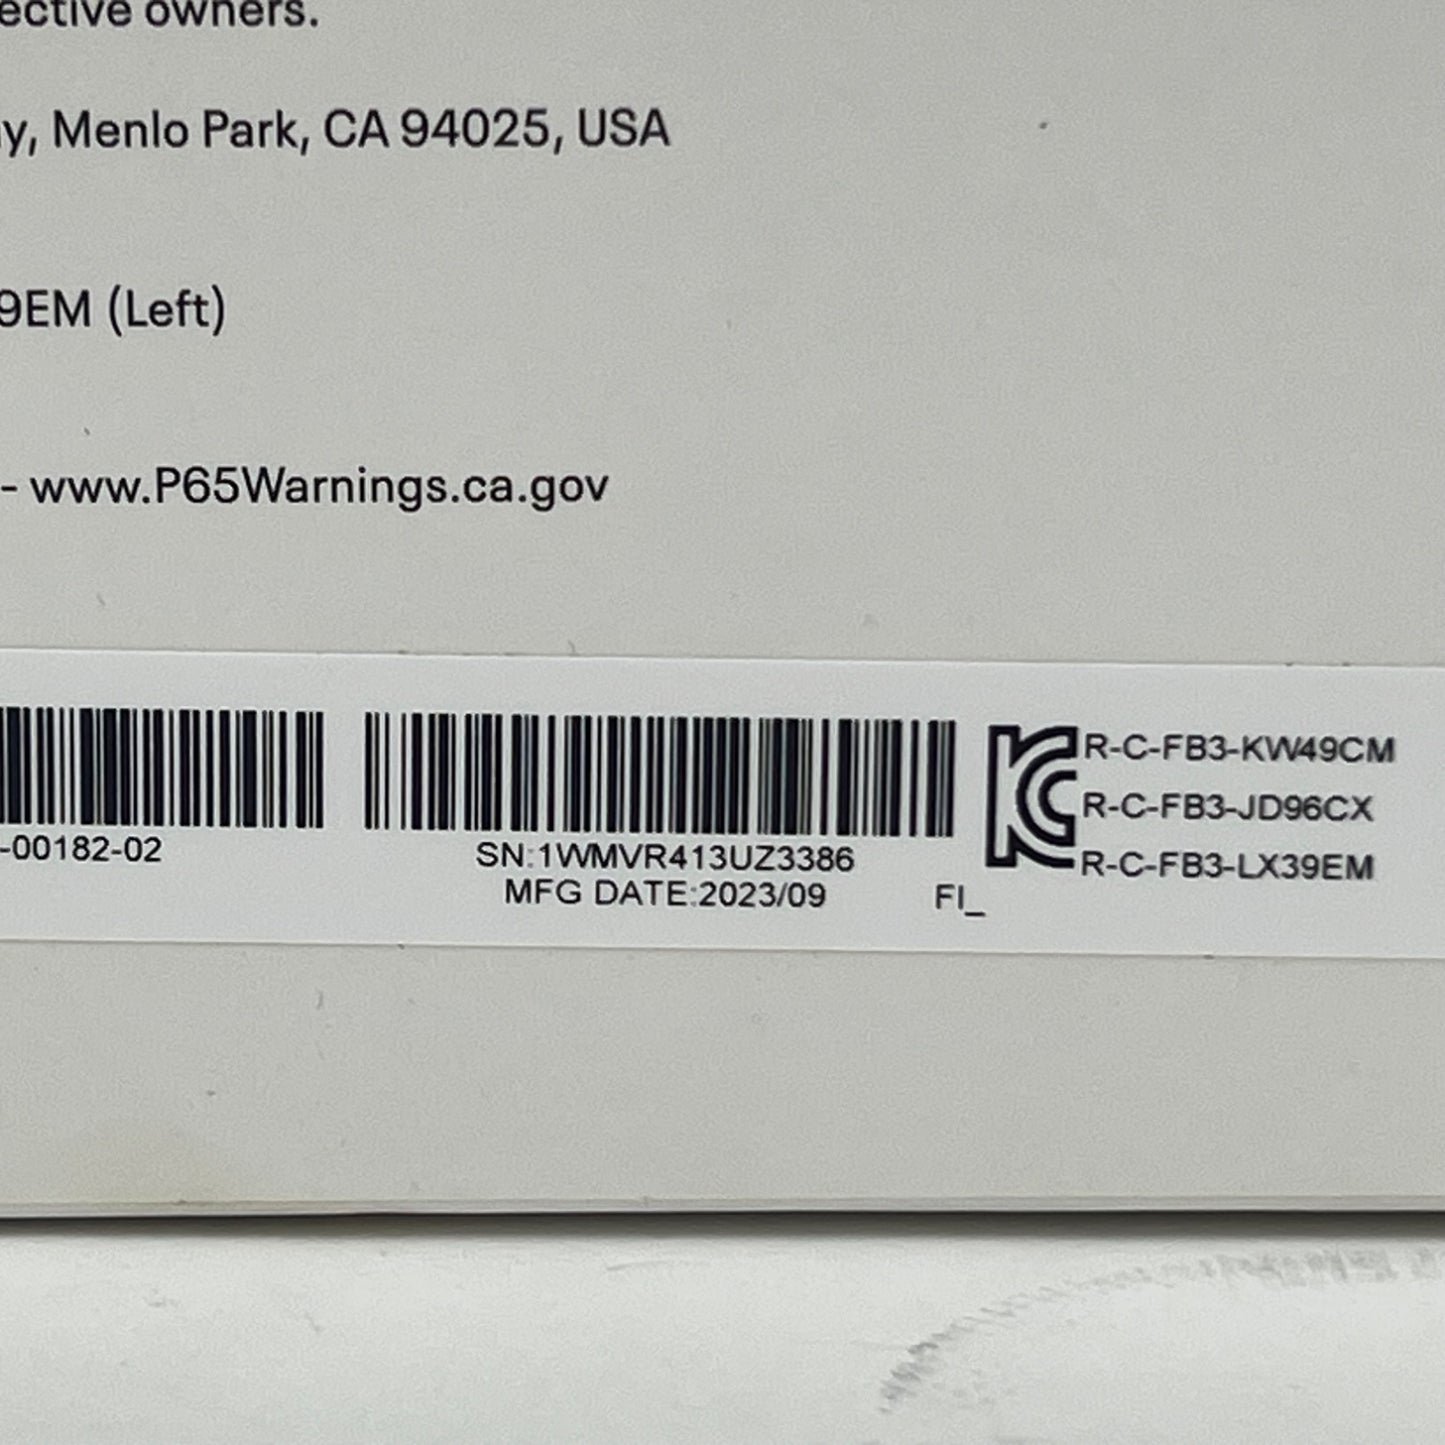 ective owners.
y, Menlo Park, CA 94025, USA
9EM (Left)
- www.P65Warnings.ca.gov
-00182-02
SN:1WMVR413UZ3386
MFG DATE:2023/09
FI_
R-C-FB3-KW49CM
R-C-FB3-JD96CX
R-C-FB3-LX39EM